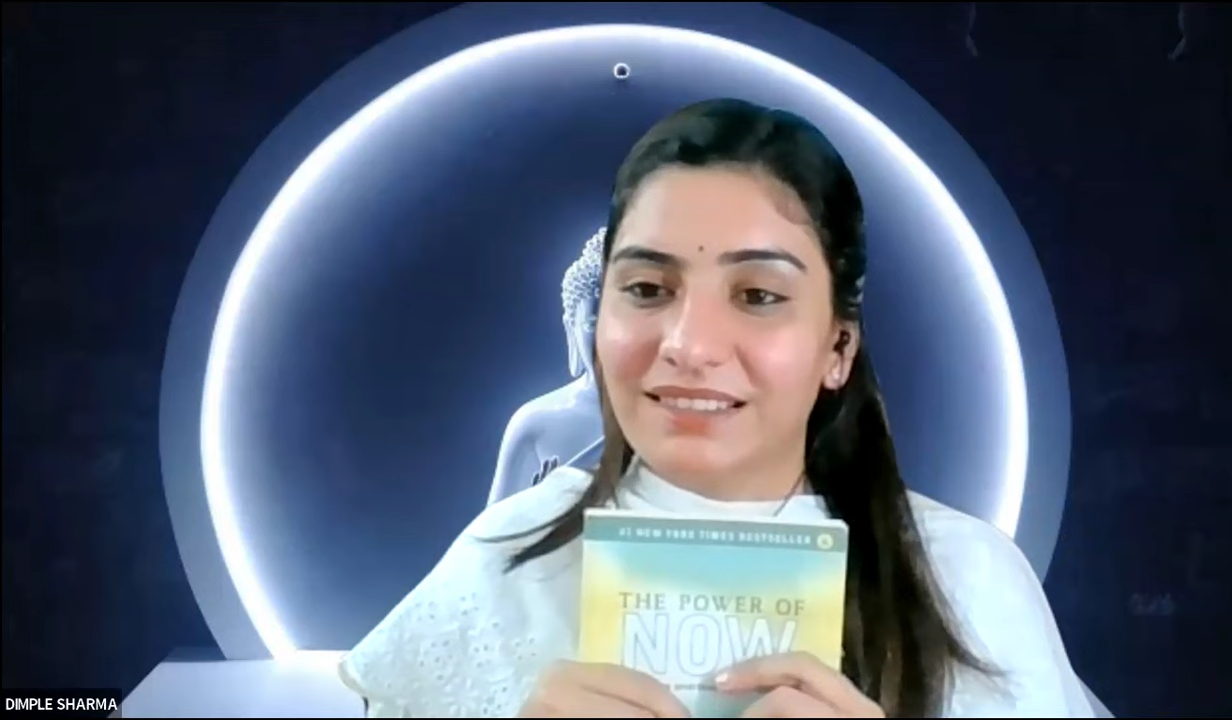 #1 NEW YORK TIMES BESTSELLER
THE POWER OF
NOW
DIMPLE SHARMA